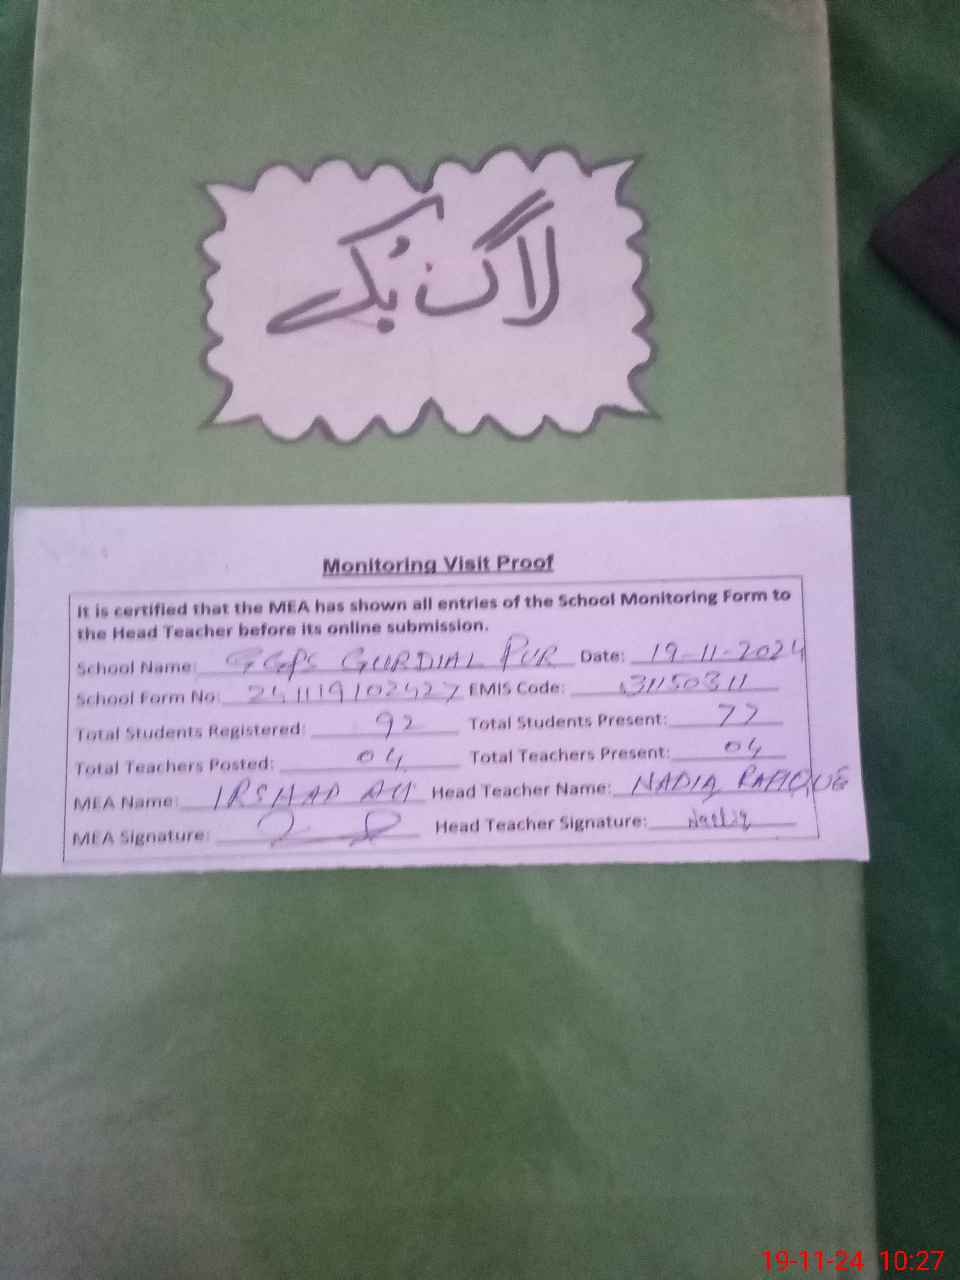 لاگ بک
Monitoring Visit Proof
It is certified that the MEA has shown all entries of the School Monitoring Form to
the Head Teacher before its online submission.
School Name: GGPS GURDIAL PUR Date: 19-11-2024
School Form No: 241119102427 EMIS Code: 31150311
Total Students Registered: 92 Total Students Present: 77
Total Teachers Posted: 04 Total Teachers Present: 04
MEA Name: IRSHAD ALI Head Teacher Name: NADIA RAFIQUE
MEA Signature: Head Teacher Signature: Nadia
19-11-24 10:27